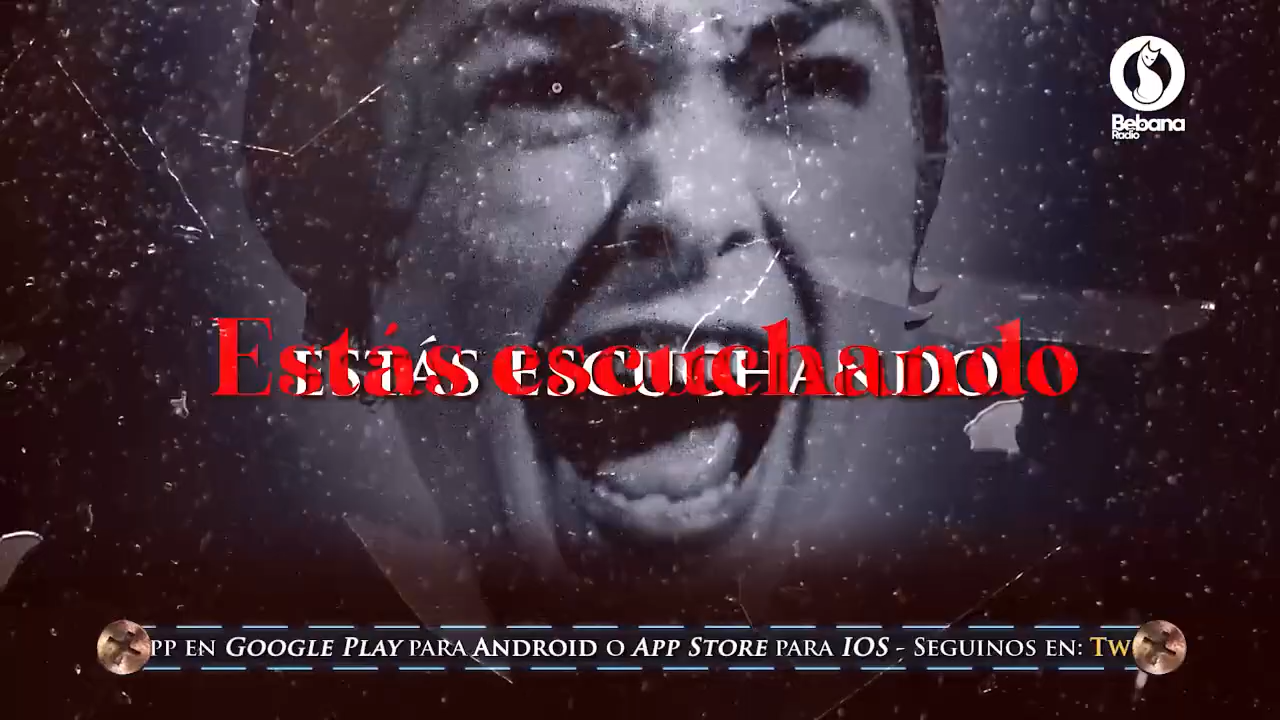 Bebana
Radio
Estás escuchando
ESTÁS ESCUCHANDO
PP EN GOOGLE PLAY PARA ANDROID O APP STORE PARA IOS - SEGUINOS EN: TW